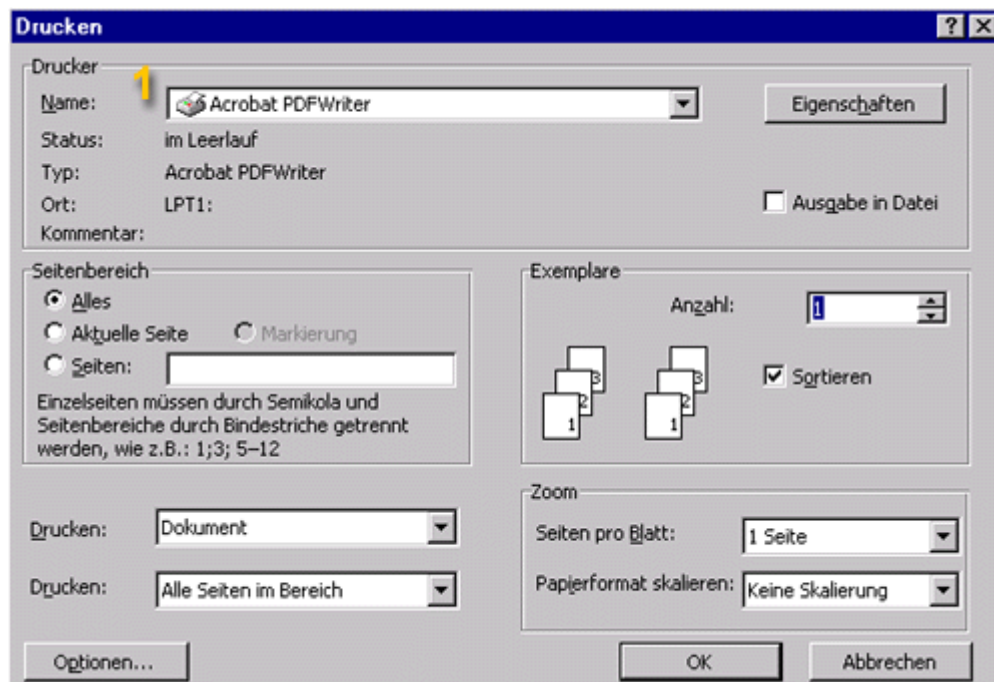 Drucken
Drucker
1
Name: Acrobat PDFWriter Eigenschaften
Status: im Leerlauf
Typ: Acrobat PDFWriter
Ort: LPT1: Ausgabe in Datei
Kommentar:
Seitenbereich
Alles
Aktuelle Seite Markierung
Seiten:
Einzelseiten müssen durch Semikola und
Seitenbereiche durch Bindestriche getrennt
werden, wie z.B.: 1;3; 5–12
Exemplare
Anzahl: 1
3 3
2 2
1 1
Sortieren
Drucken: Dokument
Drucken: Alle Seiten im Bereich
Zoom
Seiten pro Blatt: 1 Seite
Papierformat skalieren: Keine Skalierung
Optionen... OK Abbrechen